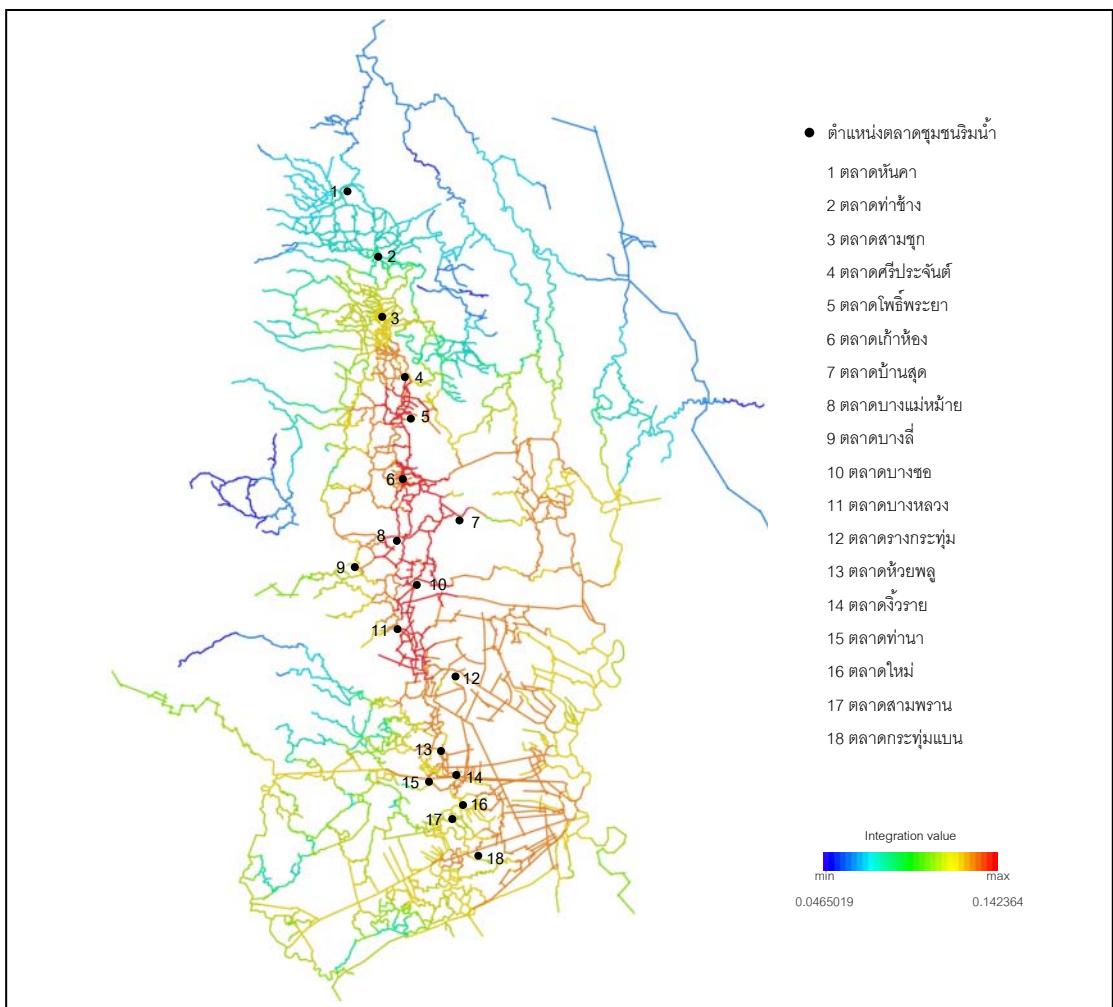 ● ตำแหน่งตลาดชุมชนริมน้ำ
1 ตลาดหันคา
2 ตลาดท่าช้าง
3 ตลาดสามชุก
4 ตลาดศรีประจันต์
5 ตลาดโพธิ์พระยา
6 ตลาดเก้าห้อง
7 ตลาดบ้านสุด
8 ตลาดบางแม่หม้าย
9 ตลาดบางลี่
10 ตลาดบางซอ
11 ตลาดบางหลวง
12 ตลาดรางกระทุ่ม
13 ตลาดห้วยพลู
14 ตลาดงิ้วราย
15 ตลาดท่านา
16 ตลาดใหม่
17 ตลาดสามพราน
18 ตลาดกระทุ่มแบน
1
2
3
4
5
6
7
8
9
10
11
12
13
14
15
16
17
18
Integration value
min max
0.0465019 0.142364